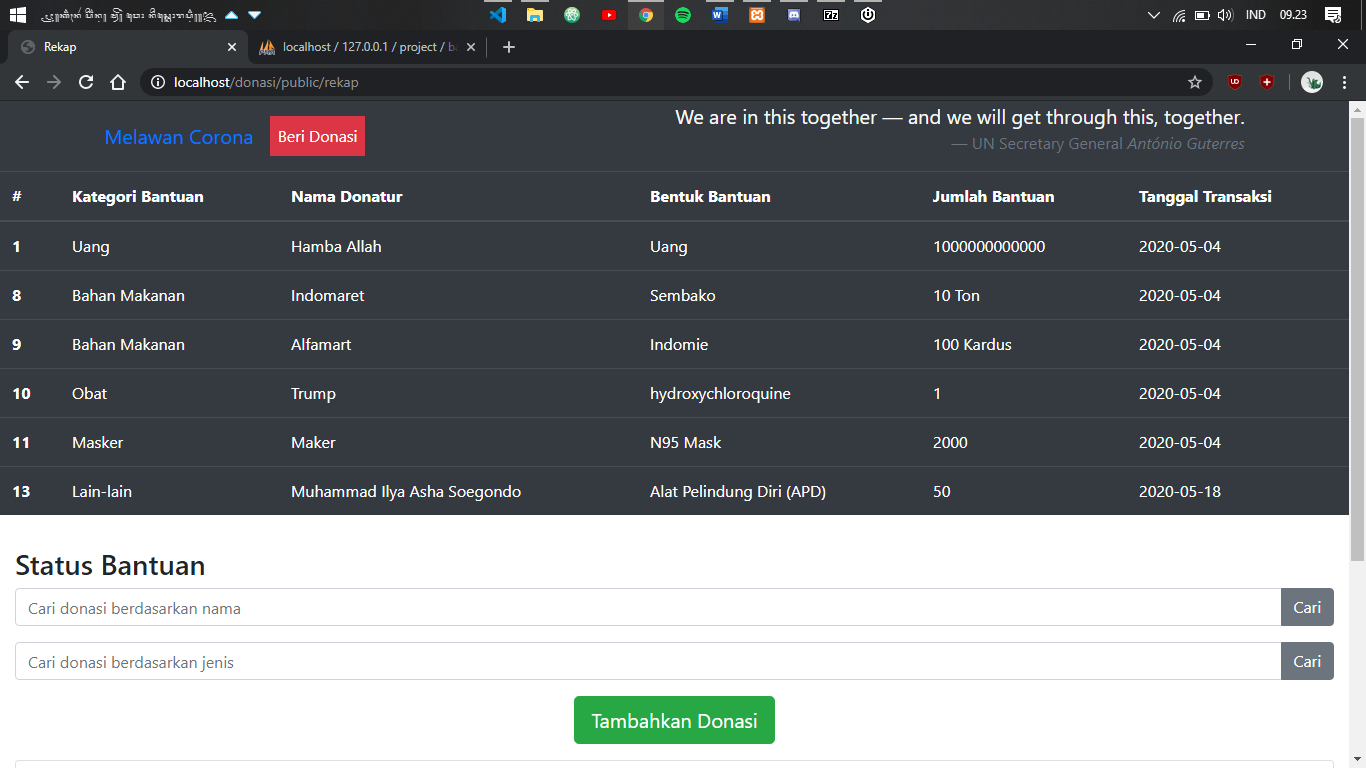 IND
09.23
Rekap
localhost / 127.0.0.1 / project / ba
localhost/donasi/public/rekap
Melawan Corona
Beri Donasi
We are in this together — and we will get through this, together.
— UN Secretary General António Guterres
# Kategori Bantuan Nama Donatur Bentuk Bantuan Jumlah Bantuan Tanggal Transaksi
1 Uang Hamba Allah Uang 1000000000000 2020-05-04
8 Bahan Makanan Indomaret Sembako 10 Ton 2020-05-04
9 Bahan Makanan Alfamart Indomie 100 Kardus 2020-05-04
10 Obat Trump hydroxychloroquine 1 2020-05-04
11 Masker Maker N95 Mask 2000 2020-05-04
13 Lain-lain Muhammad Ilya Asha Soegondo Alat Pelindung Diri (APD) 50 2020-05-18
Status Bantuan
Cari donasi berdasarkan nama
Cari
Cari donasi berdasarkan jenis
Cari
Tambahkan Donasi